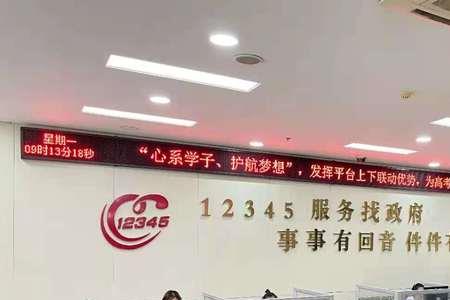 星期一
09时13分18秒
“心系学子、护航梦想”，发挥平台上下联动优势，为高考
12345
12345 服务找政府
事事有回音 件件有